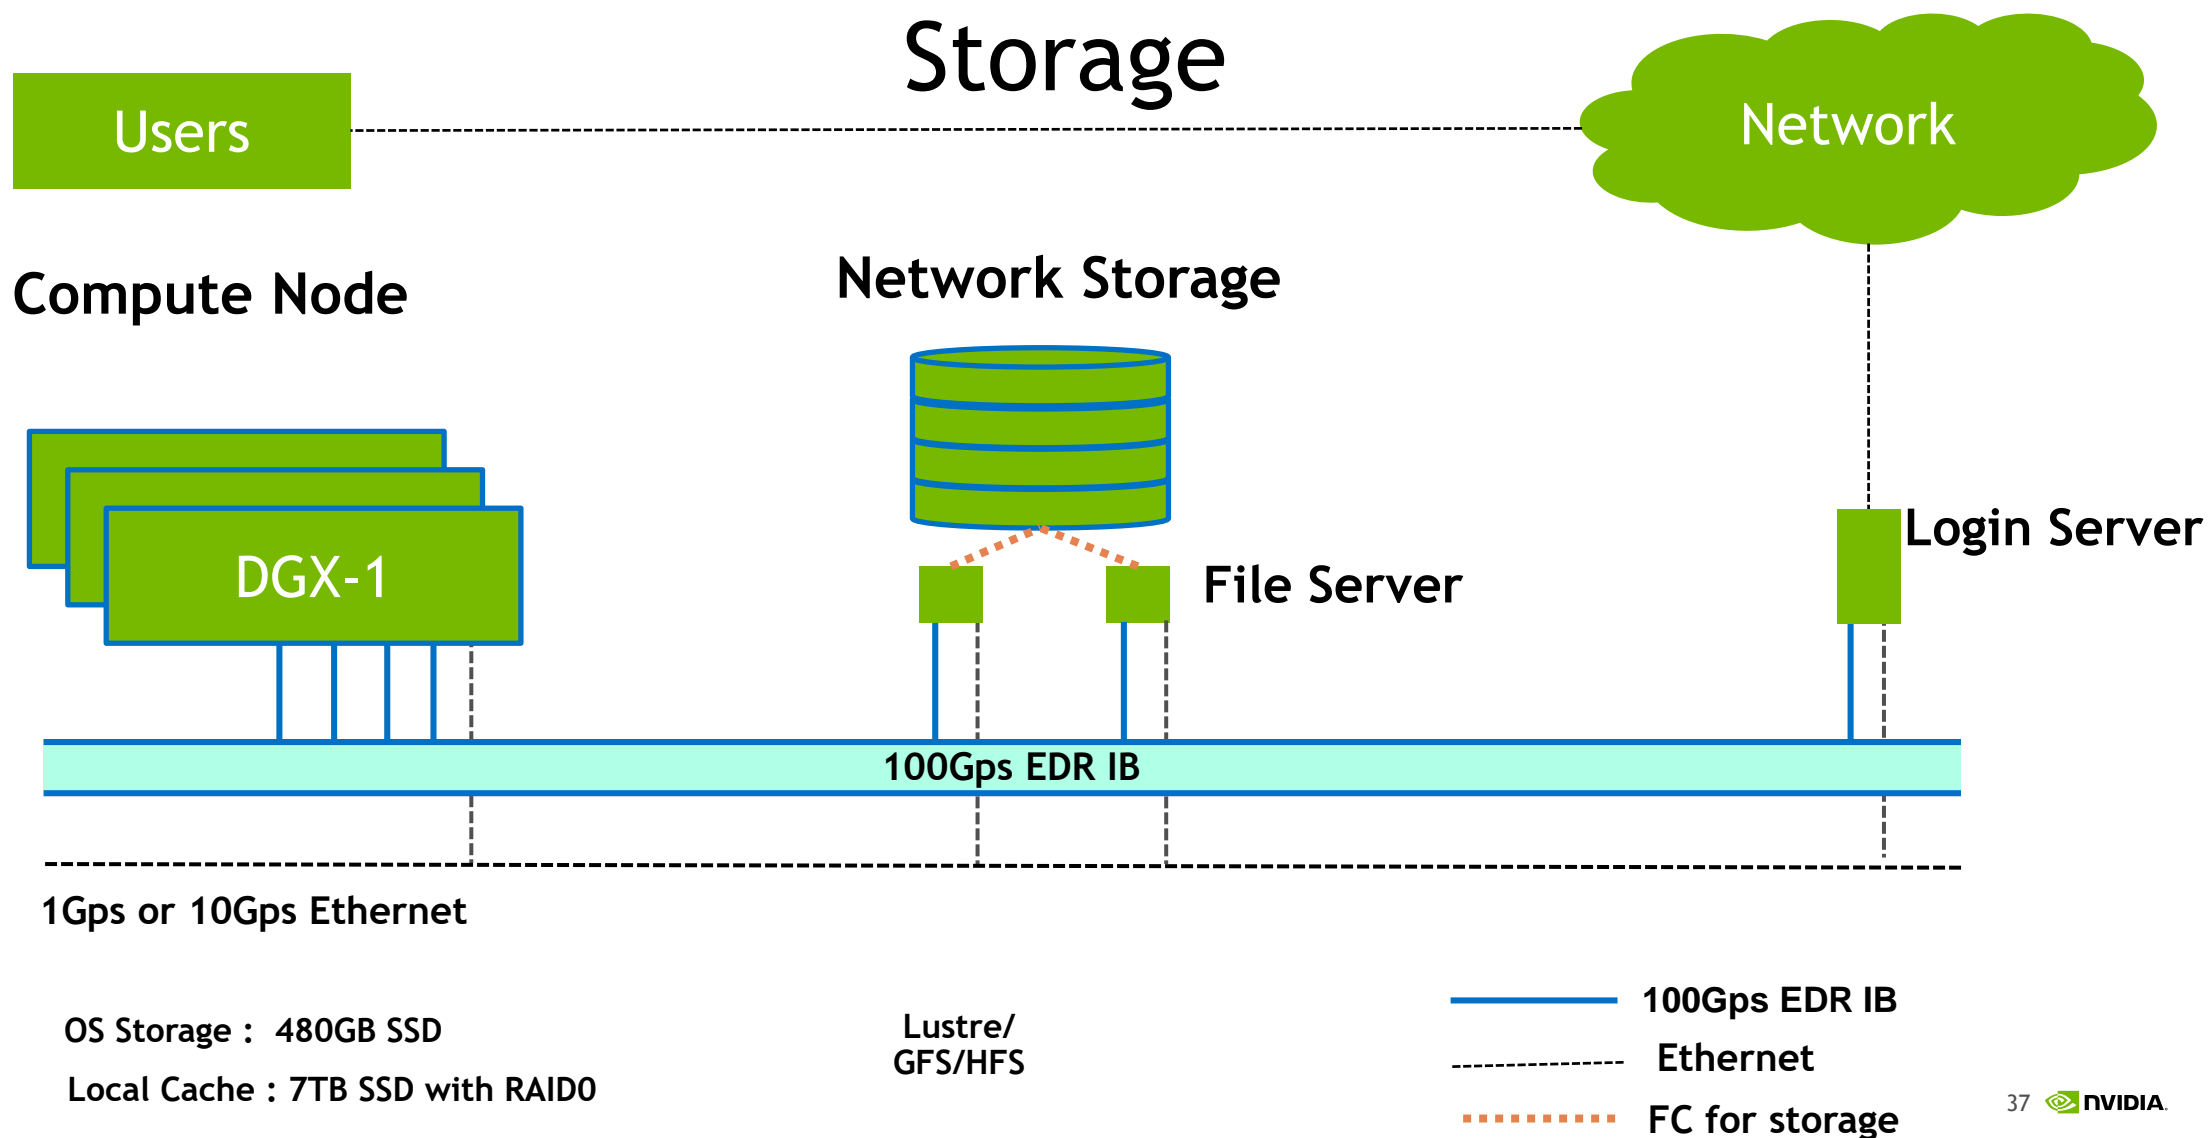 Storage
Users
Network
Compute Node
Network Storage
DGX-1
File Server
Login Server
100Gps EDR IB
1Gps or 10Gps Ethernet
OS Storage :  480GB SSD
Local Cache : 7TB SSD with RAID0
Lustre/
GFS/HFS
100Gps EDR IB
Ethernet
FC for storage
37
NVIDIA.